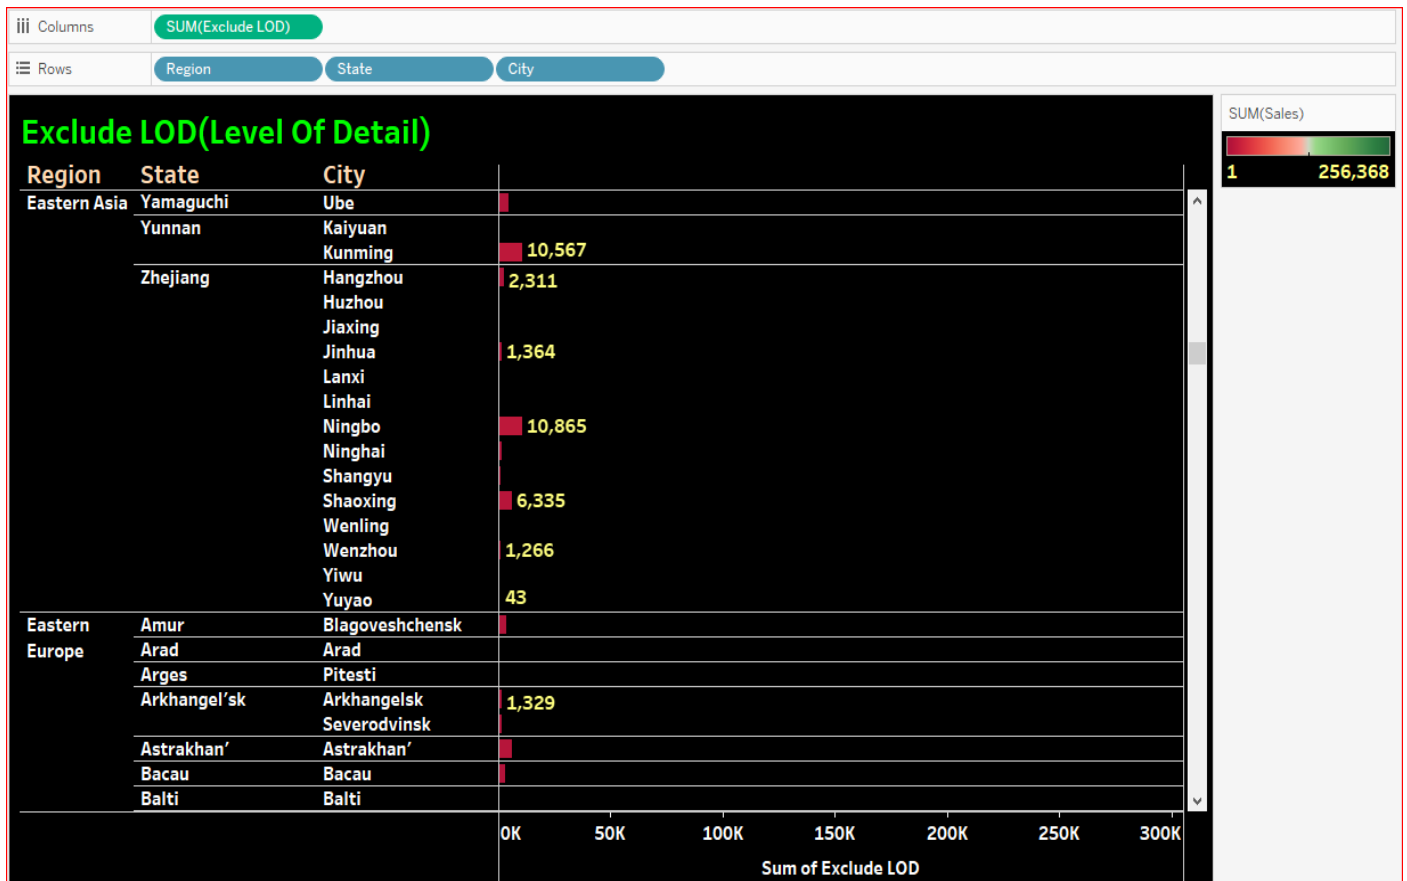 Columns SUM(Exclude LOD)
Rows Region State City
Exclude LOD(Level Of Detail)
SUM(Sales)
1 256,368
Region State City
Eastern Asia Yamaguchi Ube
Yunnan Kaiyuan
Kunming 10,567
Zhejiang Hangzhou 2,311
Huzhou
Jiaxing
Jinhua 1,364
Lanxi
Linhai
Ningbo 10,865
Ninghai
Shangyu
Shaoxing 6,335
Wenling
Wenzhou 1,266
Yiwu
Yuyao 43
Eastern Amur Blagoveshchensk
Europe Arad Arad
Arges Pitesti
Arkhangel’sk Arkhangelsk 1,329
Severodvinsk
Astrakhan’ Astrakhan’
Bacau Bacau
Balti Balti
0K 50K 100K 150K 200K 250K 300K
Sum of Exclude LOD